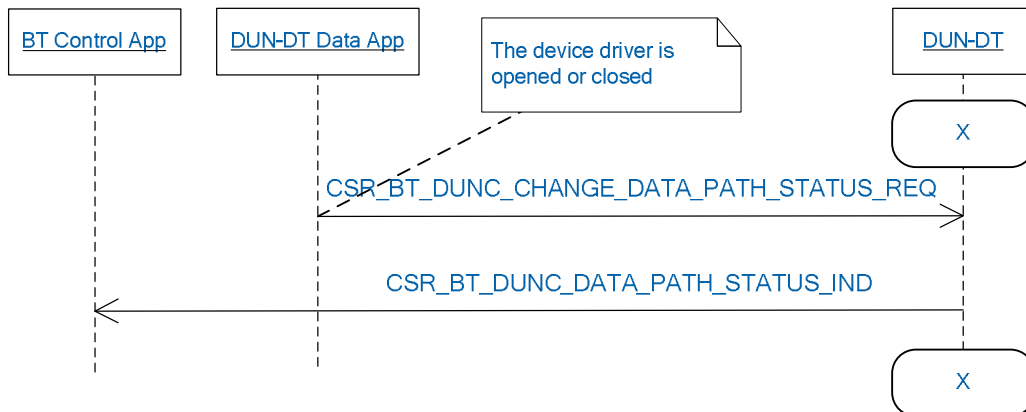 BT Control App
DUN-DT Data App
The device driver is
opened or closed
DUN-DT
X
CSR_BT_DUNC_CHANGE_DATA_PATH_STATUS_REQ
CSR_BT_DUNC_DATA_PATH_STATUS_IND
X